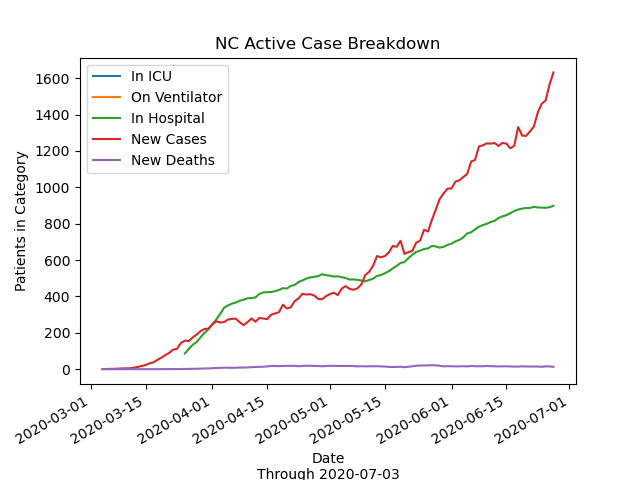 NC Active Case Breakdown
In ICU
On Ventilator
In Hospital
New Cases
New Deaths
Patients in Category
1600
1400
1200
1000
800
600
400
200
0
2020-03-01
2020-03-15
2020-04-01
2020-04-15
2020-05-01
2020-05-15
2020-06-01
2020-06-15
2020-07-01
Date
Through 2020-07-03